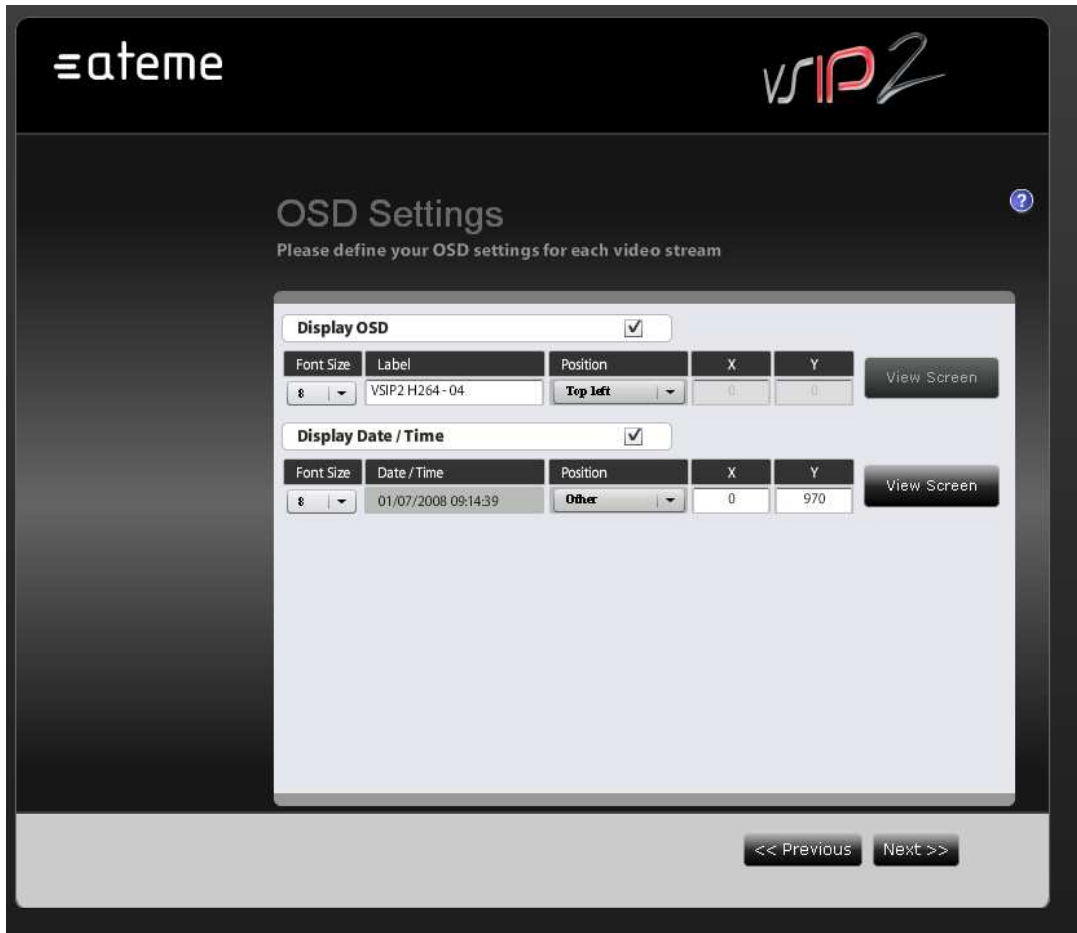 ateme
vsIP2
OSD Settings
?
Please define your OSD settings for each video stream
Display OSD
Font Size Label Position X Y
View Screen
8 VSIP2 H264 - 04 Top left 0 0
Display Date / Time
Font Size Date / Time Position X Y
View Screen
8 01/07/2008 09:14:39 Other 0 970
<< Previous Next >>